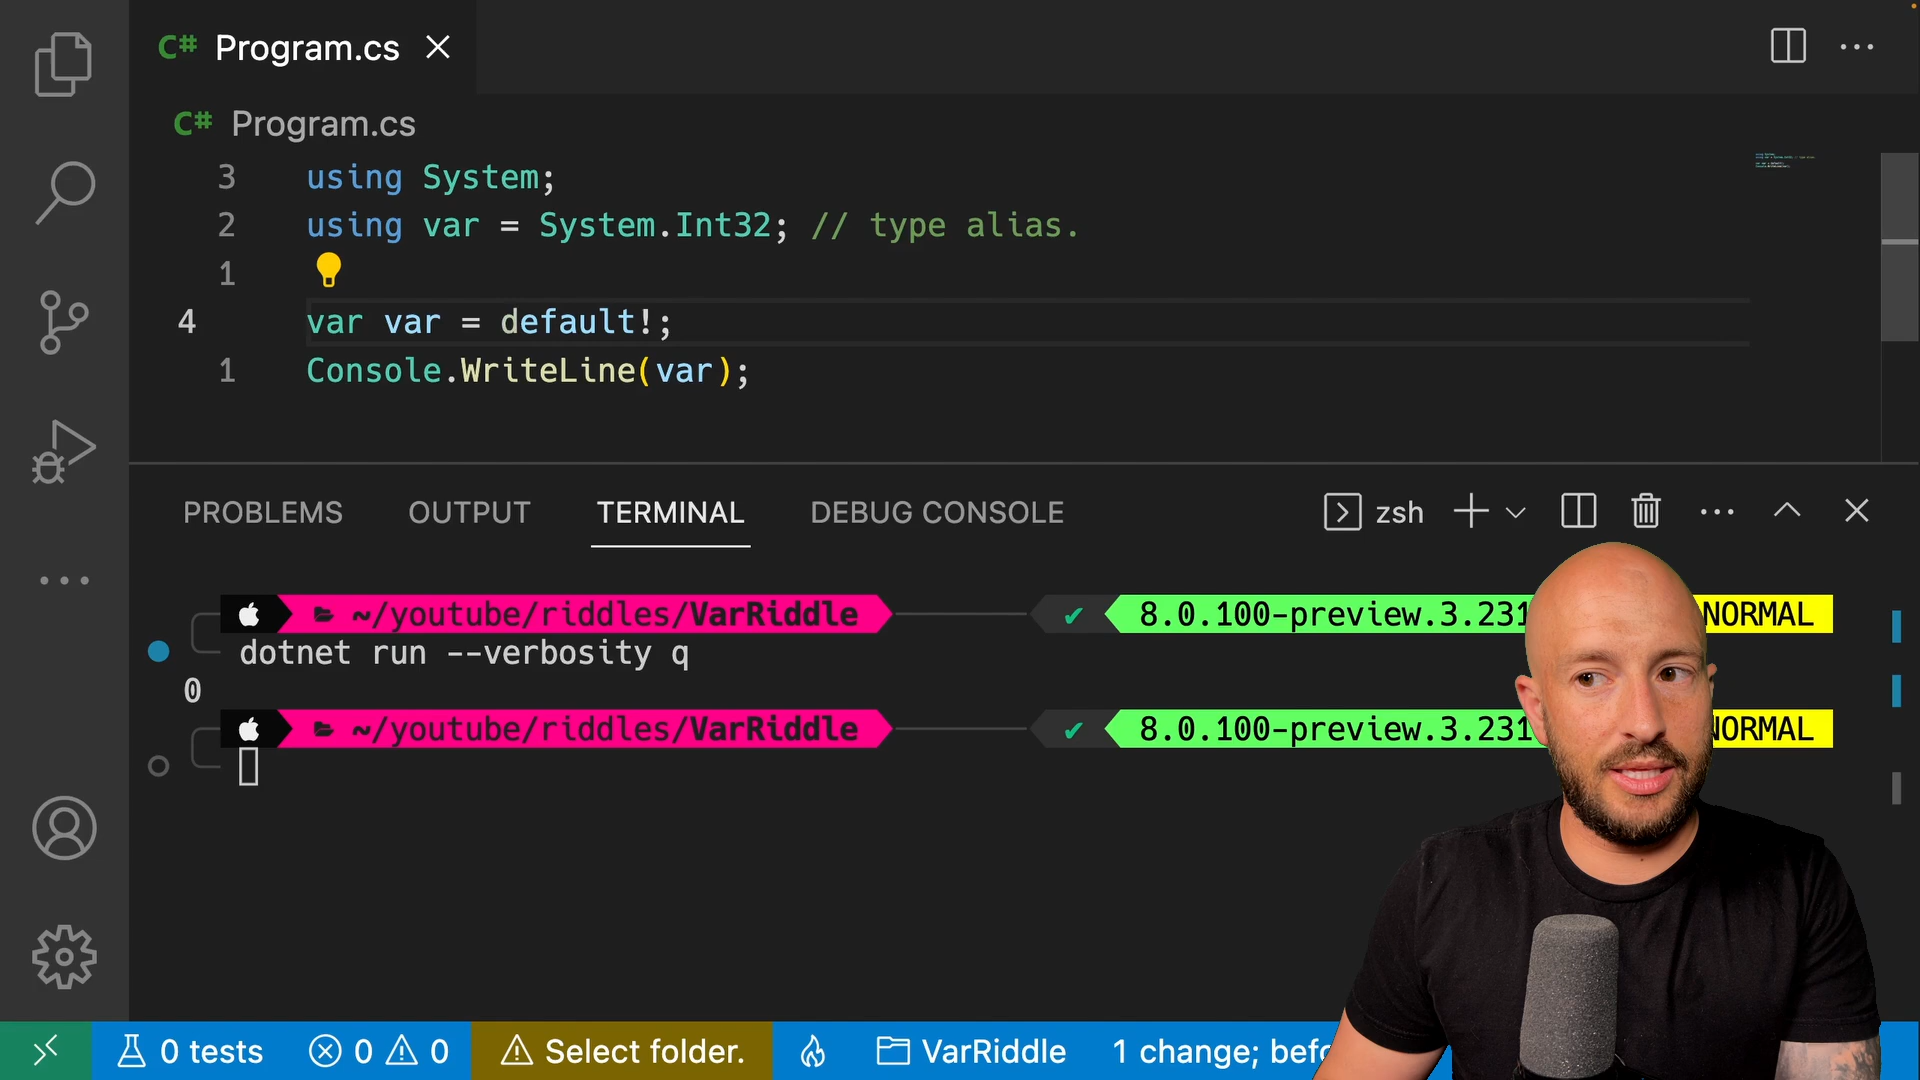 C# Program.cs
C# Program.cs
3 using System;
2 using var = System.Int32; // type alias.
1
4 var var = default!;
1 Console.WriteLine(var);
PROBLEMS OUTPUT TERMINAL DEBUG CONSOLE zsh
~/youtube/riddles/VarRiddle 8.0.100-preview.3.231 NORMAL
dotnet run --verbosity q
0
~/youtube/riddles/VarRiddle 8.0.100-preview.3.231 NORMAL
0 tests 0 0 Select folder. VarRiddle 1 change;